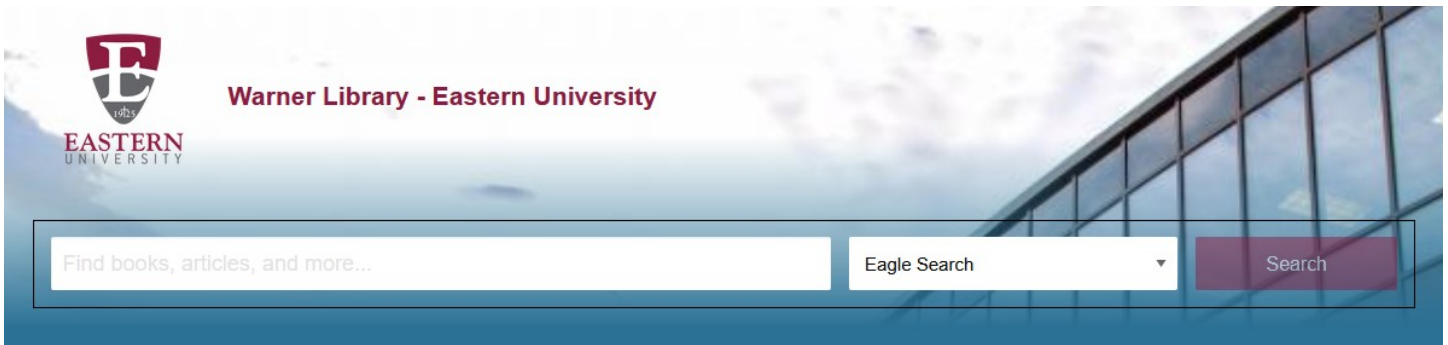 E
1925
EASTERN
UNIVERSITY
Warner Library - Eastern University
Find books, articles, and more...
Eagle Search
Search